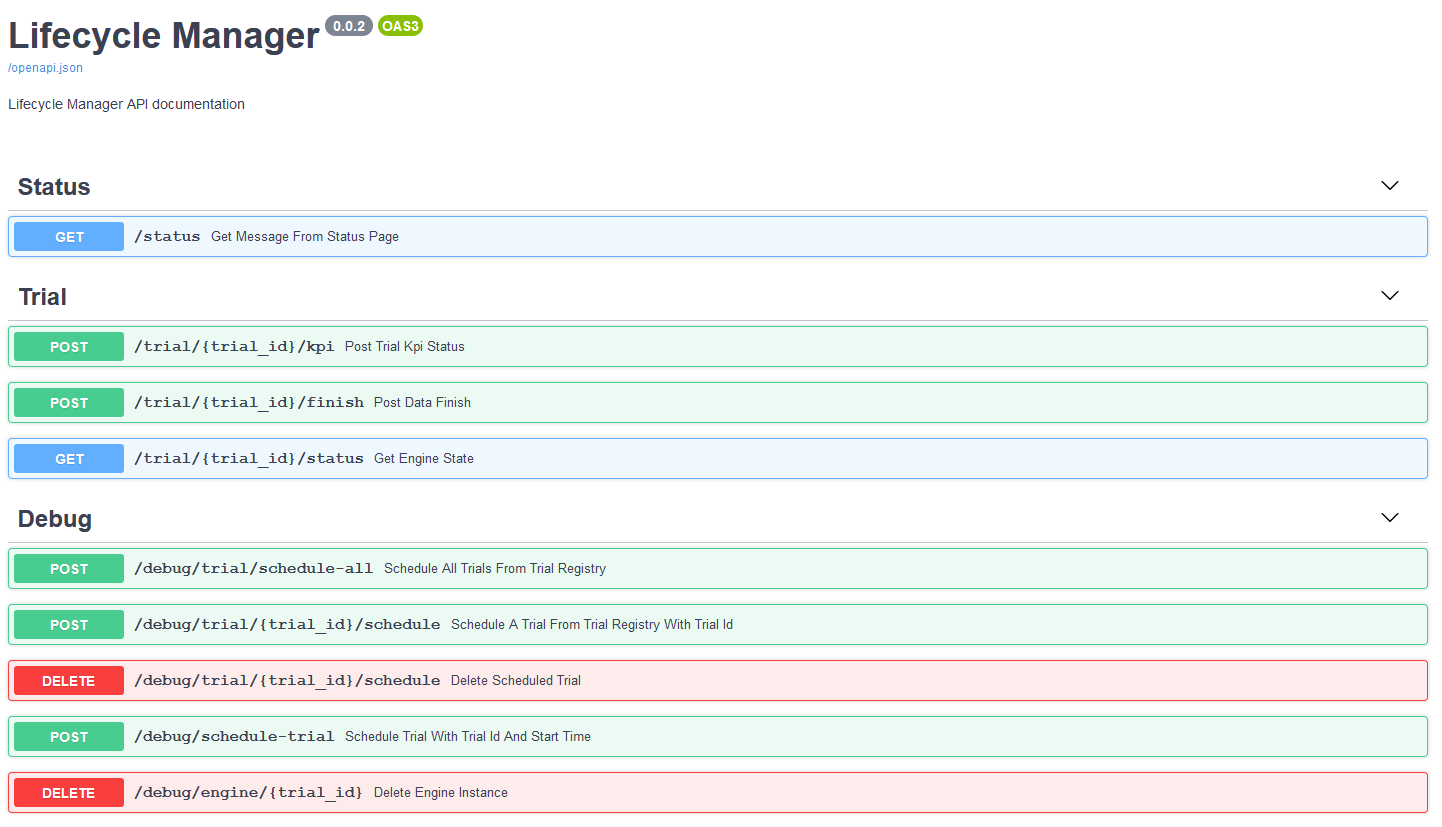 Lifecycle Manager 0.0.2 OAS3
/openapi.json
Lifecycle Manager API documentation
Status
GET /status Get Message From Status Page
Trial
POST /trial/{trial_id}/kpi Post Trial Kpi Status
POST /trial/{trial_id}/finish Post Data Finish
GET /trial/{trial_id}/status Get Engine State
Debug
POST /debug/trial/schedule-all Schedule All Trials From Trial Registry
POST /debug/trial/{trial_id}/schedule Schedule A Trial From Trial Registry With Trial Id
DELETE /debug/trial/{trial_id}/schedule Delete Scheduled Trial
POST /debug/schedule-trial Schedule Trial With Trial Id And Start Time
DELETE /debug/engine/{trial_id} Delete Engine Instance